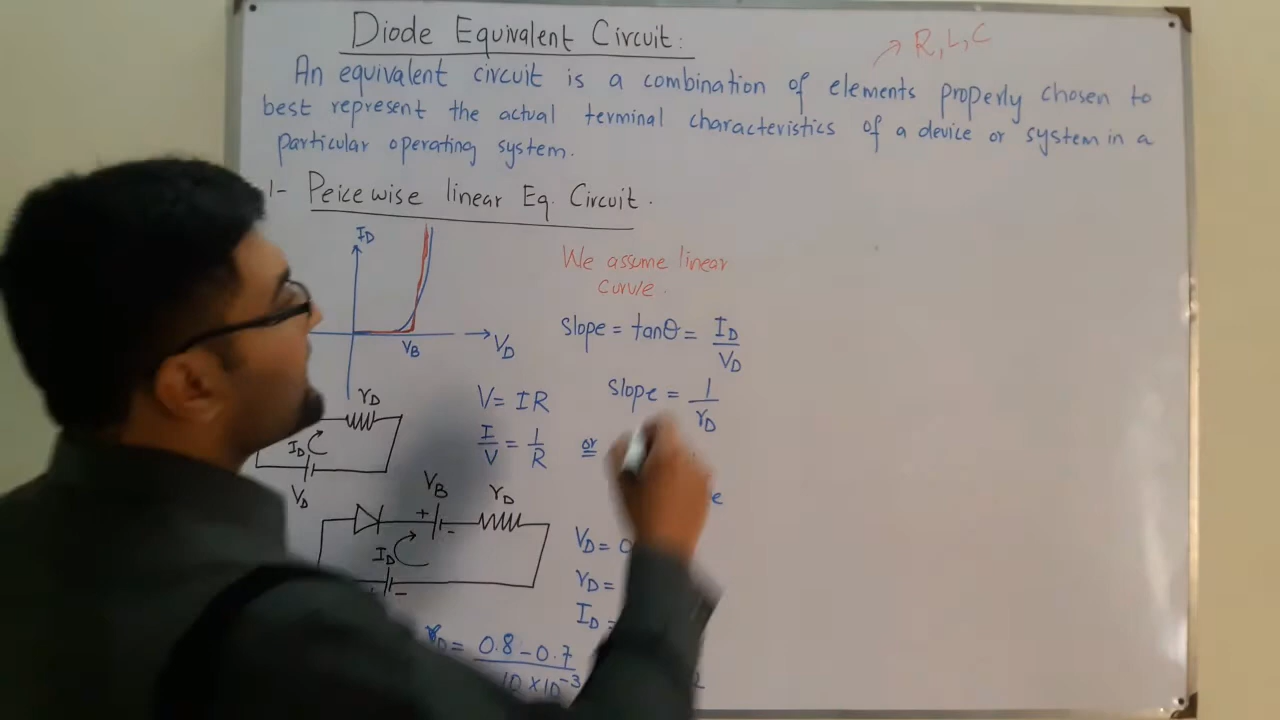 Diode Equivalent Circuit:
R, L, C
An equivalent circuit is a combination of elements properly chosen to
best represent the actual terminal characteristics of a device or system in a
particular operating system.
1- Peicewise linear Eq. Circuit.
I_D
V_B
V_D
We assume linear
curve.
Slope = tanθ = I_D / V_D
Slope = 1 / r_D
r_D
I_D
V_D
V = IR
I / V = 1 / R
or
V_B
r_D
+ -
I_D
-
V_D = 0
r_D =
I_D =
r_D = 0.8 - 0.7 / 10 × 10^-3